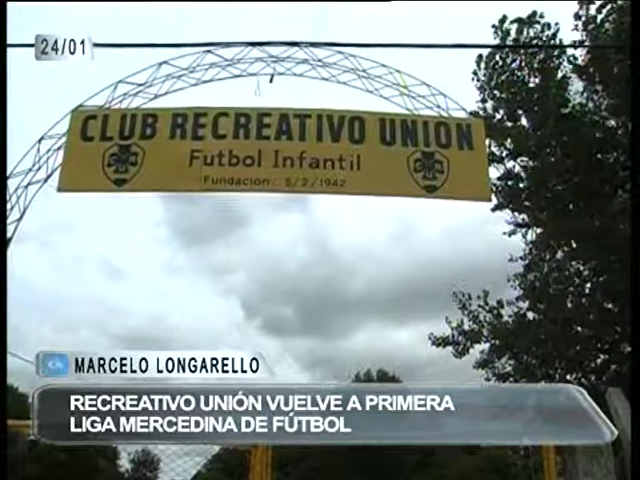 24/01
CLUB RECREATIVO UNION
Futbol Infantil
Fundacion: 5/2/1942
MARCELO LONGARELLO
RECREATIVO UNIÓN VUELVE A PRIMERA
LIGA MERCEDINA DE FÚTBOL